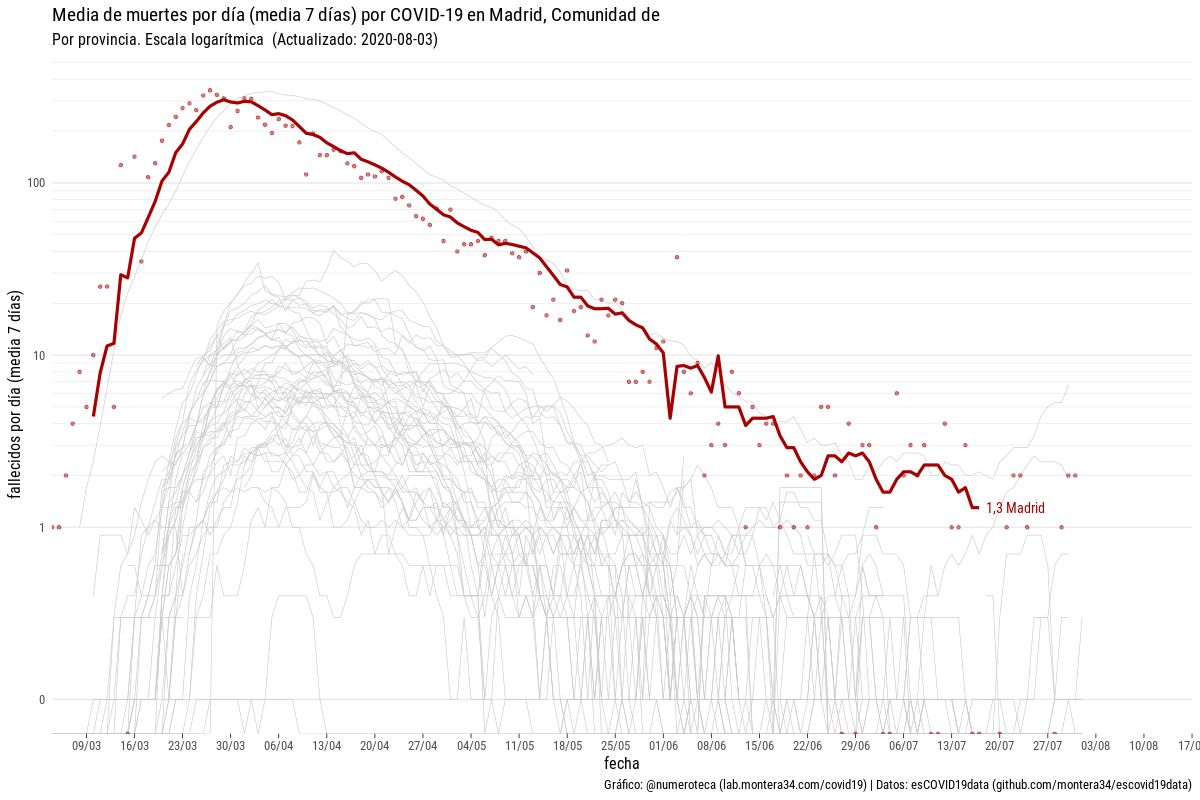 Media de muertes por día (media 7 días) por COVID-19 en Madrid, Comunidad de
Por provincia. Escala logarítmica  (Actualizado: 2020-08-03)
fallecidos por día (media 7 días)
100
10
1
0
1,3 Madrid
09/03 16/03 23/03 30/03 06/04 13/04 20/04 27/04 04/05 11/05 18/05 25/05 01/06 08/06 15/06 22/06 29/06 06/07 13/07 20/07 27/07 03/08 10/08 17/0
fecha
Gráfico: @numeroteca (lab.montera34.com/covid19) | Datos: esCOVID19data (github.com/montera34/escovid19data)